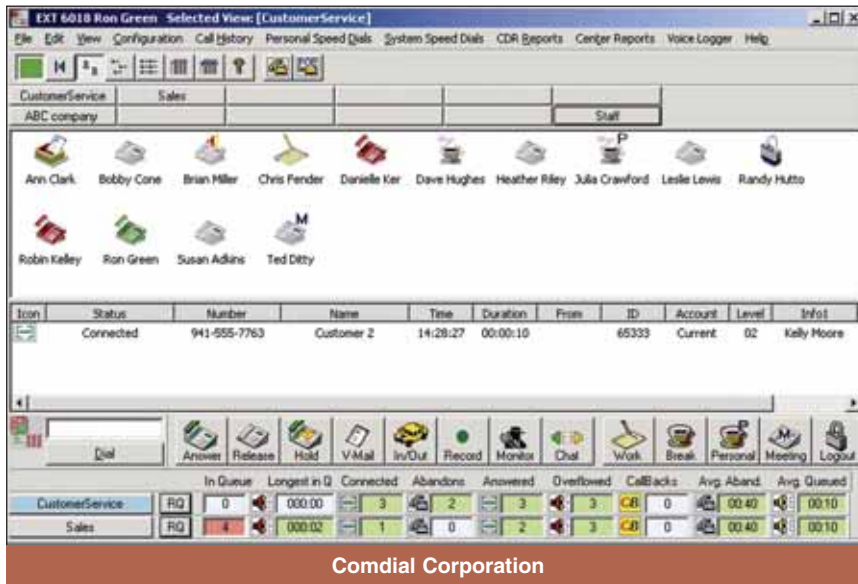 EXT 6018 Ron Green Selected View: [CustomerService]
File Edit View Configuration Call History Personal Speed Dials System Speed Dials CDR Reports Center Reports Voice Logger Help
CustomerService Sales
ABC company Staff
Ann Clark Bobby Cone Brian Miller Chris Fender Danielle Ker Dave Hughes Heather Riley Julia Crawford Leslie Lewis Randy Hutto
P
Robin Kelley Ron Green Susan Adkins Ted Ditty
M
Icon Status Number Name Time Duration From ID Account Level Info1
Connected 941-555-7763 Customer 2 14:28:27 00:00:10 65333 Current 02 Kelly Moore
Dial Answer Release Hold V-Mail In/Out Record Monitor Chat Work Break Personal Meeting Logout
In Queue Longest in Q Connected Abandons Answered Overflowed CallBacks Avg. Aband. Avg. Queued
CustomerService RQ 0 000:00 3 2 3 3 CB 0 00:40 00:10
Sales RQ 4 000:02 1 0 2 3 CB 0 00:40 00:10
Comdial Corporation